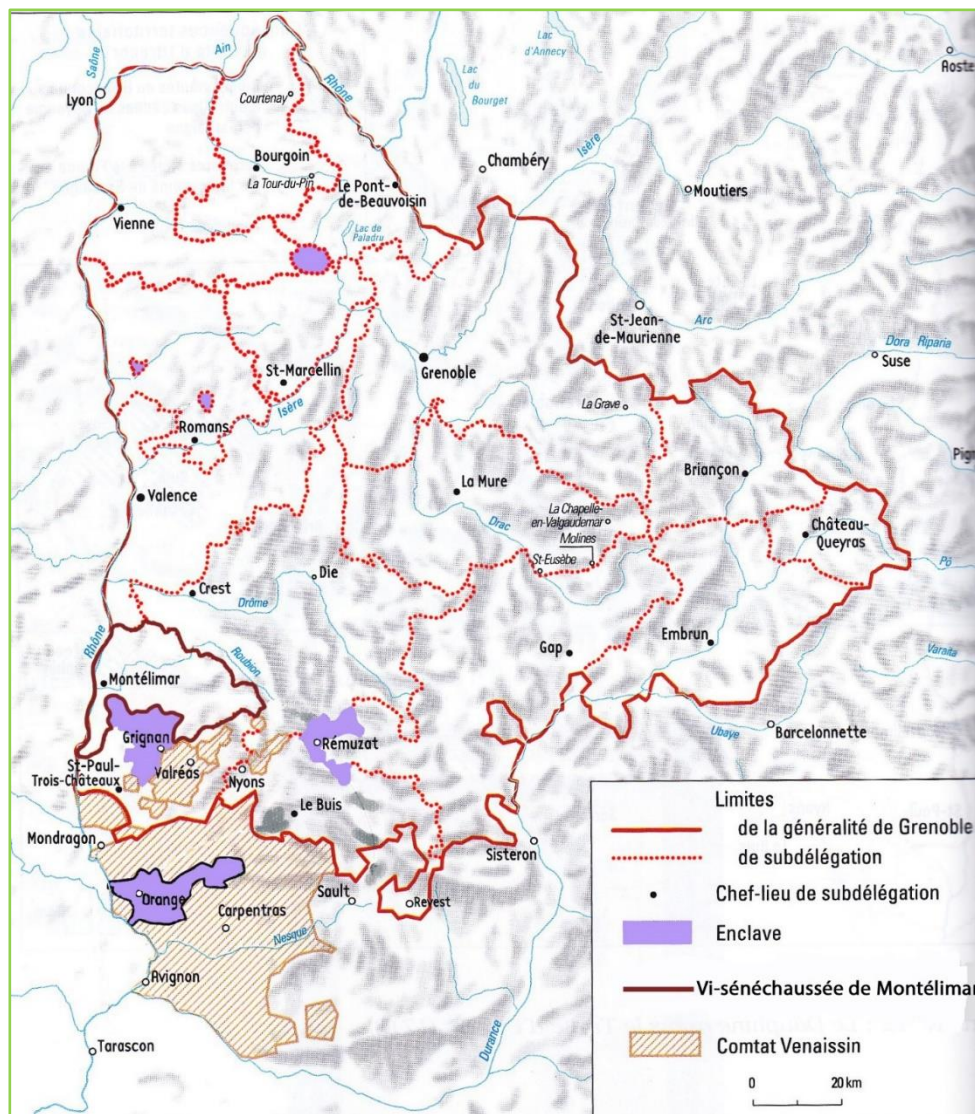 Saône
Ain
Rhône
Lac
d'Annecy
Lac
du
Bourget
Aoste
Lyon
Courtenay
Isère
Bourgoin
La Tour-du-Pin
Chambéry
Le Pont-
de-Beauvoisin
Moutiers
Vienne
Lac de
Paladru
St-Jean-
de-Maurienne
Arc
Dora Riparia
Suse
St-Marcellin
Isère
Grenoble
La Grave
Romans
Pign
Briançon
Valence
La Mure
La Chapelle-
en-Valgaudemar
Drac
Molines
St-Eusèbe
Château-
Queyras
Pô
Die
Crest
Drôme
Gap
Embrun
Rhône
Roubion
Varaita
Montélimar
Ubaye
Barcelonnette
Grignan
Rémuzat
Valréas
St-Paul-
Trois-Châteaux
Nyons
Le Buis
Mondragon
Sisteron
Orange
Sault
Revest
Carpentras
Nesque
Avignon
Durance
Tarascon
Limites
de la généralité de Grenoble
de subdélégation
Chef-lieu de subdélégation
Enclave
Vi-sénéchaussée de Montélimar
Comtat Venaissin
0 20 km